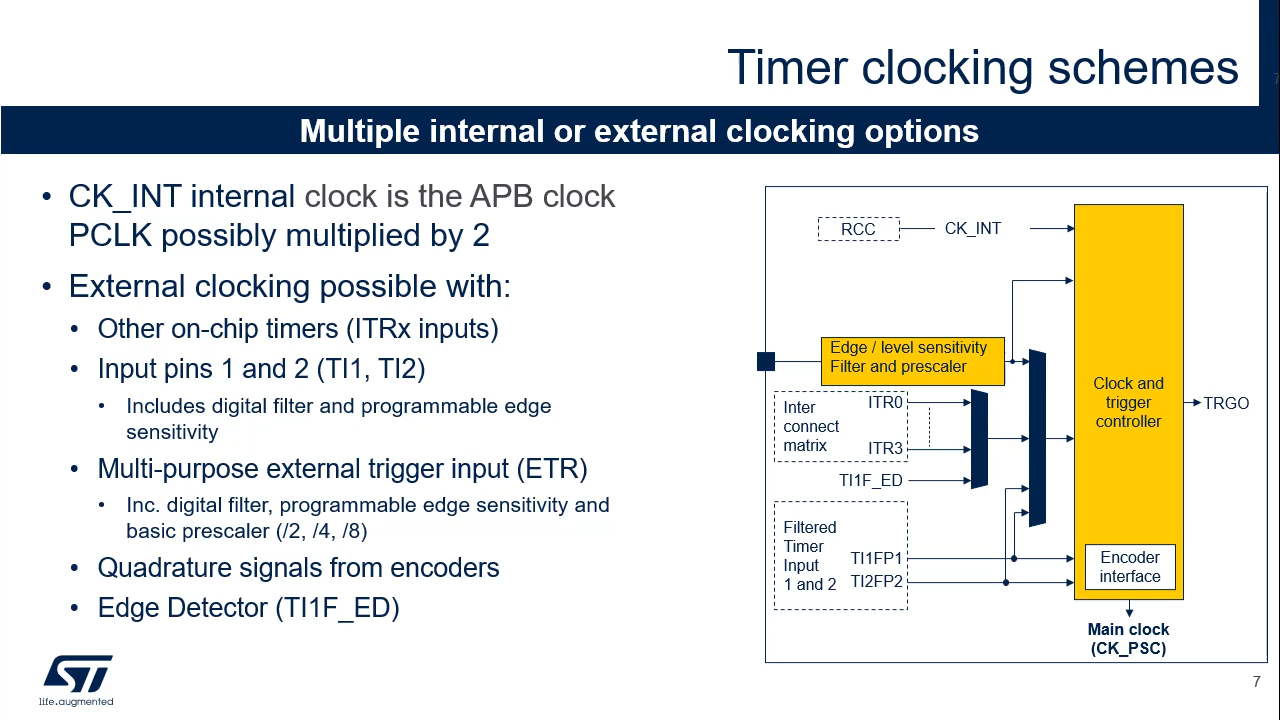 Timer clocking schemes
Multiple internal or external clocking options
• CK_INT internal clock is the APB clock
PCLK possibly multiplied by 2
• External clocking possible with:
• Other on-chip timers (ITRx inputs)
• Input pins 1 and 2 (TI1, TI2)
• Includes digital filter and programmable edge
sensitivity
• Multi-purpose external trigger input (ETR)
• Inc. digital filter, programmable edge sensitivity and
basic prescaler (/2, /4, /8)
• Quadrature signals from encoders
• Edge Detector (TI1F_ED)
RCC
CK_INT
Edge / level sensitivity
Filter and prescaler
Inter
connect
matrix
ITR0
ITR3
TI1F_ED
Filtered
Timer
Input
1 and 2
TI1FP1
TI2FP2
Clock and
trigger
controller
TRGO
Encoder
interface
Main clock
(CK_PSC)
ST
life.augmented
7